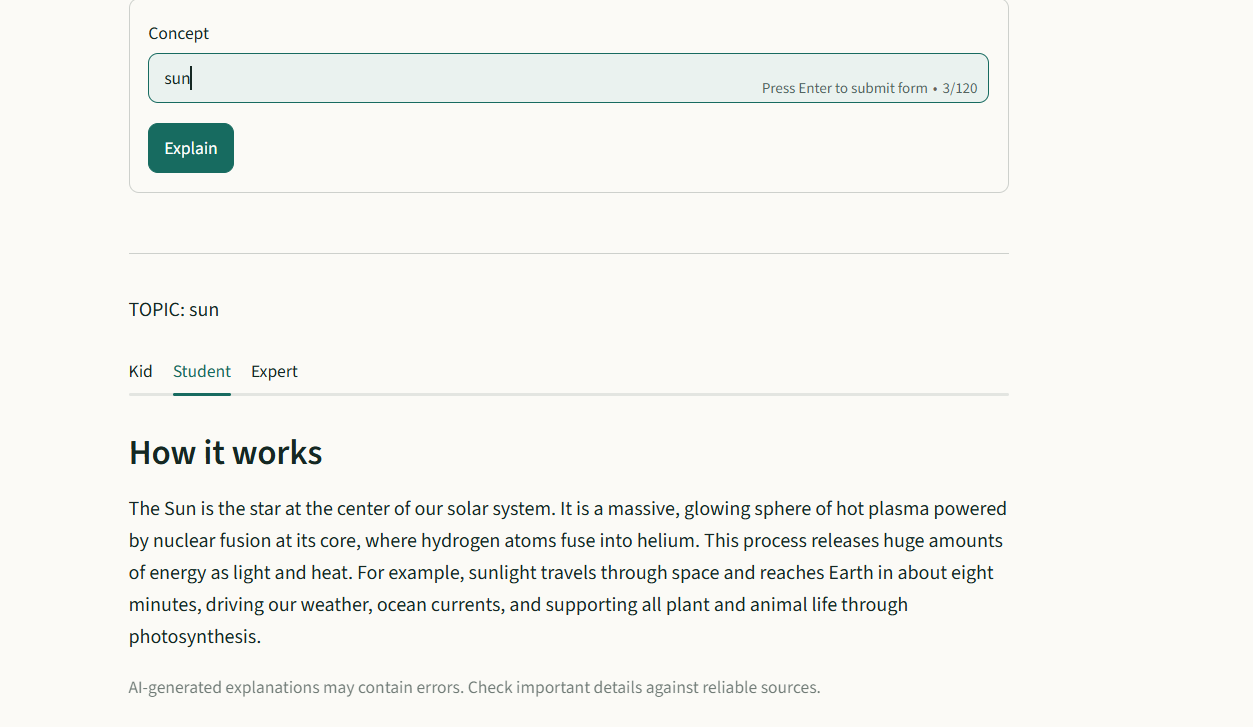 Concept
sun
Press Enter to submit form • 3/120
Explain
TOPIC: sun
Kid Student Expert
How it works
The Sun is the star at the center of our solar system. It is a massive, glowing sphere of hot plasma powered
by nuclear fusion at its core, where hydrogen atoms fuse into helium. This process releases huge amounts
of energy as light and heat. For example, sunlight travels through space and reaches Earth in about eight
minutes, driving our weather, ocean currents, and supporting all plant and animal life through
photosynthesis.
AI-generated explanations may contain errors. Check important details against reliable sources.